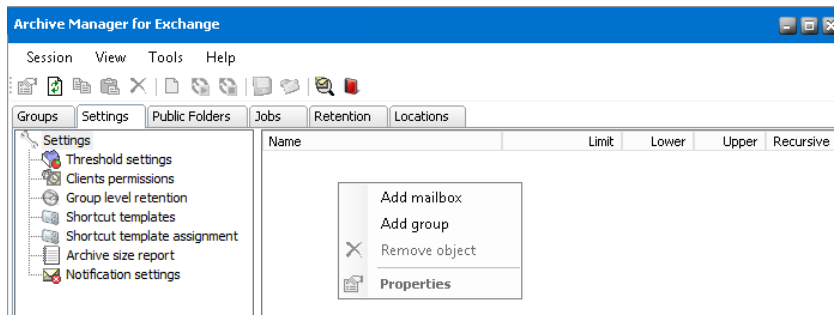 Archive Manager for Exchange
Session View Tools Help
Groups Settings Public Folders Jobs Retention Locations
Settings
Threshold settings
Clients permissions
Group level retention
Shortcut templates
Shortcut template assignment
Archive size report
Notification settings
Name Limit Lower Upper Recursive
Add mailbox
Add group
Remove object
Properties